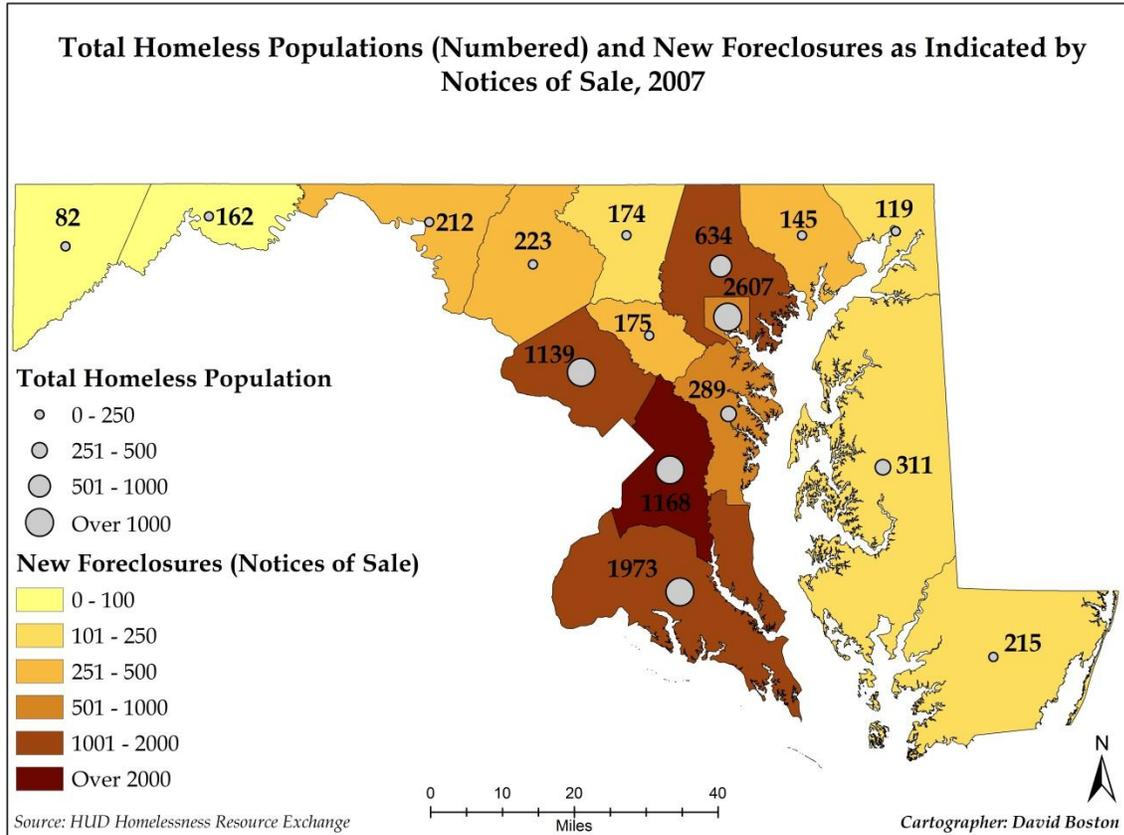 Total Homeless Populations (Numbered) and New Foreclosures as Indicated by
Notices of Sale, 2007
82
162
212
223
174
634
145
119
2607
175
1139
289
311
1168
1973
215
Total Homeless Population
0 - 250
251 - 500
501 - 1000
Over 1000
New Foreclosures (Notices of Sale)
0 - 100
101 - 250
251 - 500
501 - 1000
1001 - 2000
Over 2000
N
0 20 40
Miles
Source: HUD Homelessness Resource Exchange
Cartographer: David Boston